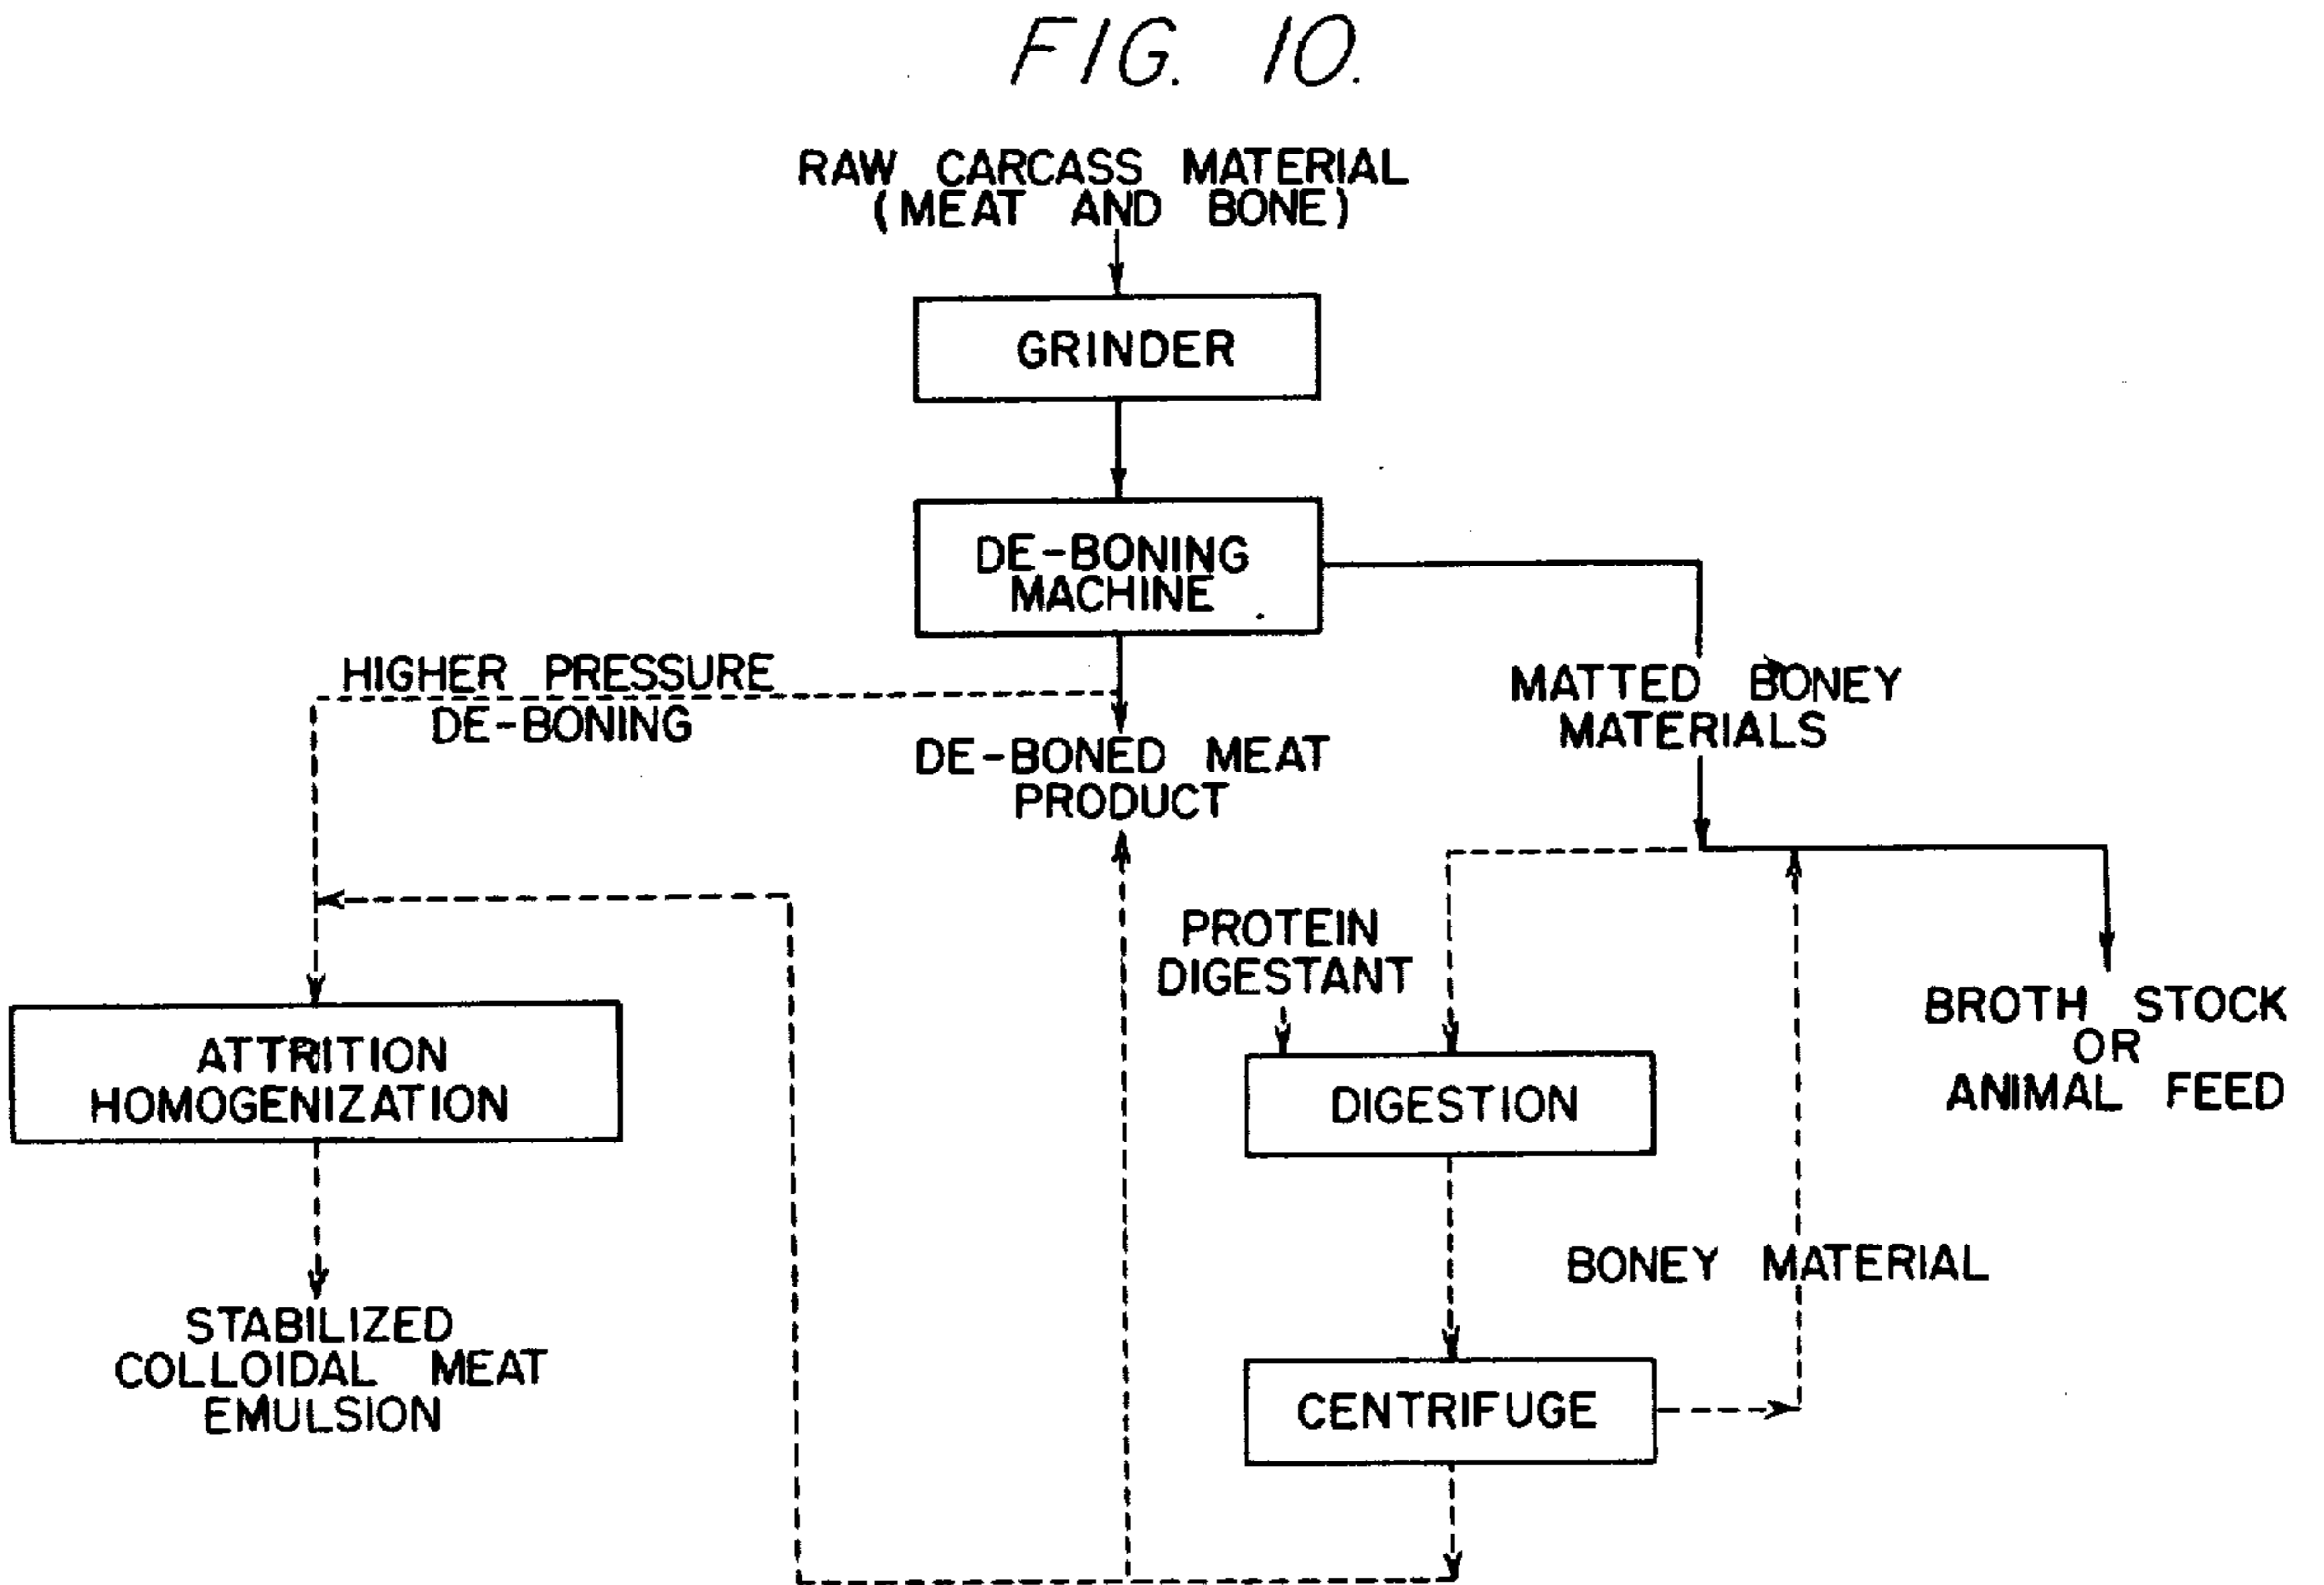 FIG. 10.
RAW CARCASS MATERIAL
(MEAT AND BONE)
GRINDER
DE-BONING
MACHINE
HIGHER PRESSURE
DE-BONING
MATTED BONEY
MATERIALS
DE-BONED MEAT
PRODUCT
PROTEIN
DIGESTANT
BROTH STOCK
OR
ANIMAL FEED
ATTRITION
HOMOGENIZATION
DIGESTION
BONEY MATERIAL
STABILIZED
COLLOIDAL MEAT
EMULSION
CENTRIFUGE